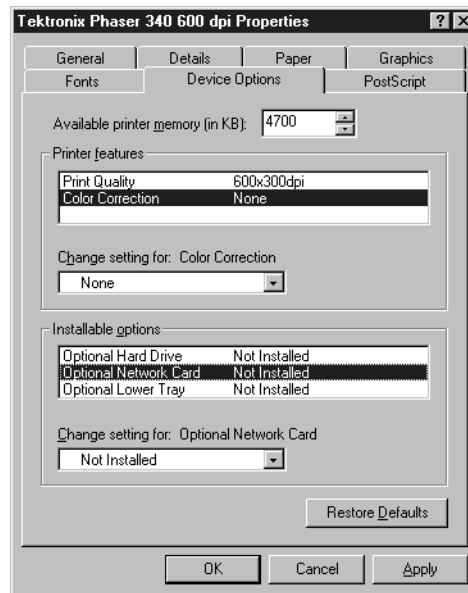 Tektronix Phaser 340 600 dpi Properties
General Details Paper Graphics
Fonts Device Options PostScript
Available printer memory (in KB): 4700
Printer features
Print Quality 600x300dpi
Color Correction None
Change setting for: Color Correction
None
Installable options
Optional Hard Drive Not Installed
Optional Network Card Not Installed
Optional Lower Tray Not Installed
Change setting for: Optional Network Card
Not Installed
Restore Defaults
OK Cancel Apply